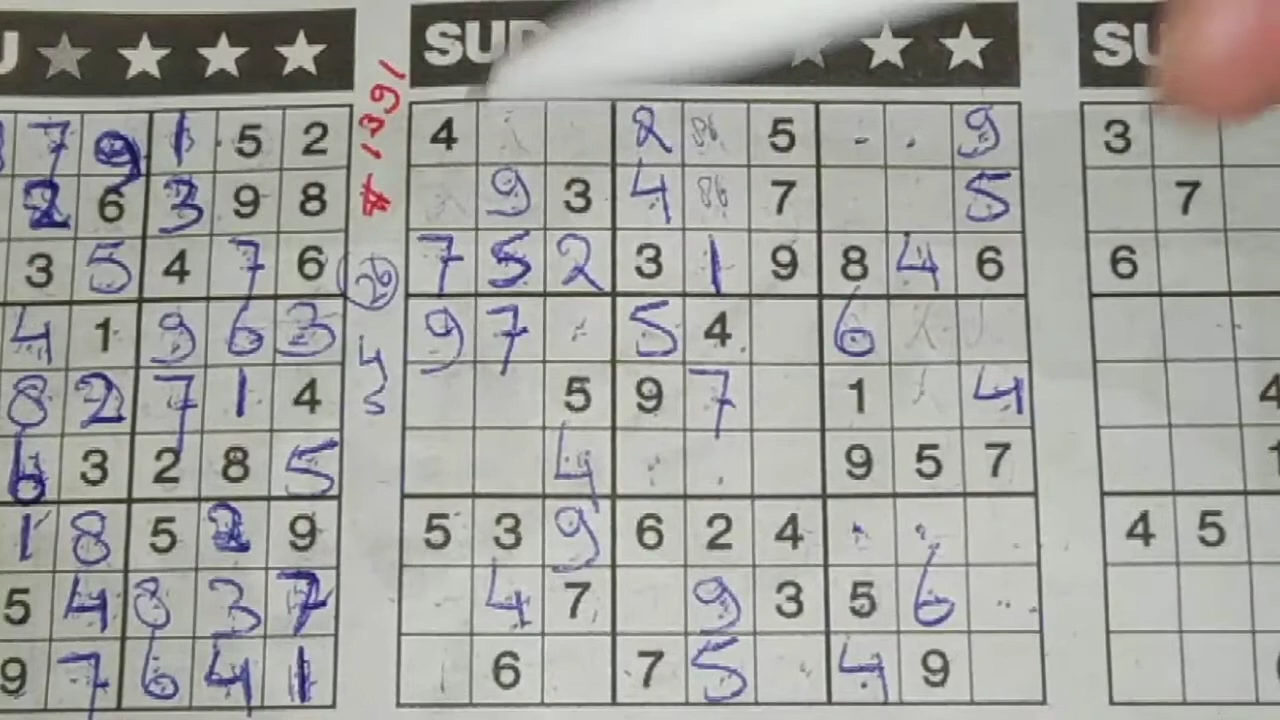 U ★ ★ ★ ★
SUD ★ ★ ★
SU
7 9 1 5 2
2 6 3 9 8
3 5 4 7 6
4 1 9 6 3
8 2 7 1 4
6 3 2 8 5
1 8 5 2 9
5 4 8 3 7
9 7 6 4 1
# 1391
26
4 2 5 9
9 3 4 7 5
7 5 2 3 1 9 8 4 6
9 7 5 4 6
5 9 7 1 4
4 9 5 7
5 3 9 6 2 4
4 7 9 3 5 6
6 7 5 4 9
3
7
6
4
1
4 5